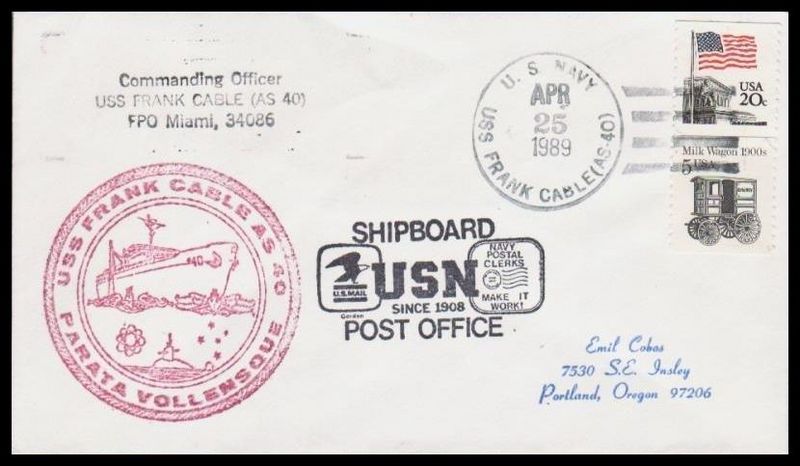 Commanding Officer
USS FRANK CABLE (AS 40)
FPO Miami, 34086
U. S. NAVY
APR
25
1989
USS FRANK CABLE (AS-40)
USA
20c
Milk Wagon 1900s
5 USA
USS FRANK CABLE AS 40
40
PARATA VOLLENSQUE
SHIPBOARD
U.S. MAIL
USN
SINCE 1908
Gordon
NAVY
POSTAL
CLERKS
MAKE IT
WORK!
POST OFFICE
Emil Cobos
7530 S.E. Insley
Portland, Oregon 97206